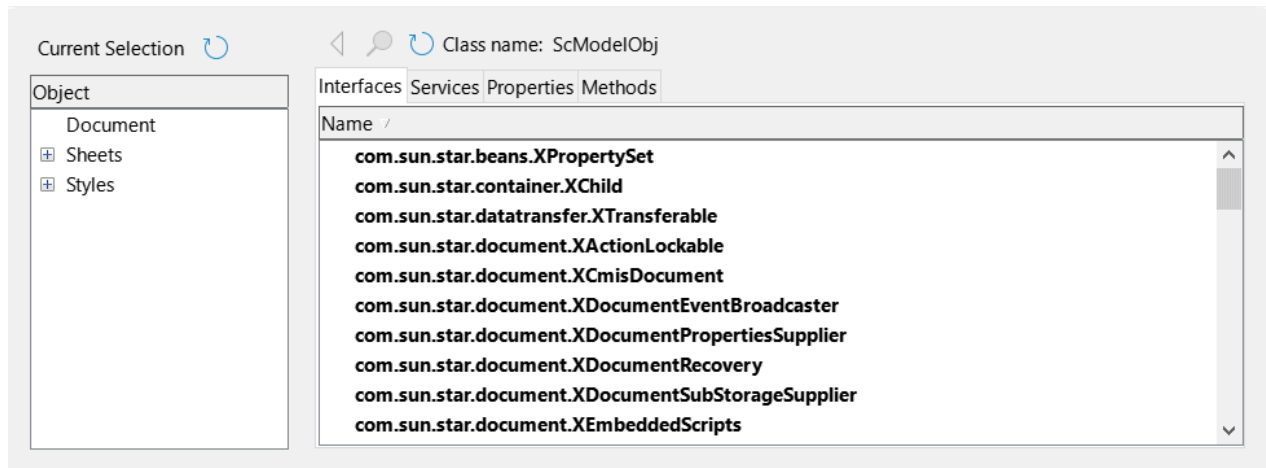 Current Selection
Class name: ScModelObj
Object
Document
Sheets
Styles
Interfaces Services Properties Methods
Name
com.sun.star.beans.XPropertySet
com.sun.star.container.XChild
com.sun.star.datatransfer.XTransferable
com.sun.star.document.XActionLockable
com.sun.star.document.XCmisDocument
com.sun.star.document.XDocumentEventBroadcaster
com.sun.star.document.XDocumentPropertiesSupplier
com.sun.star.document.XDocumentRecovery
com.sun.star.document.XDocumentSubStorageSupplier
com.sun.star.document.XEmbeddedScripts